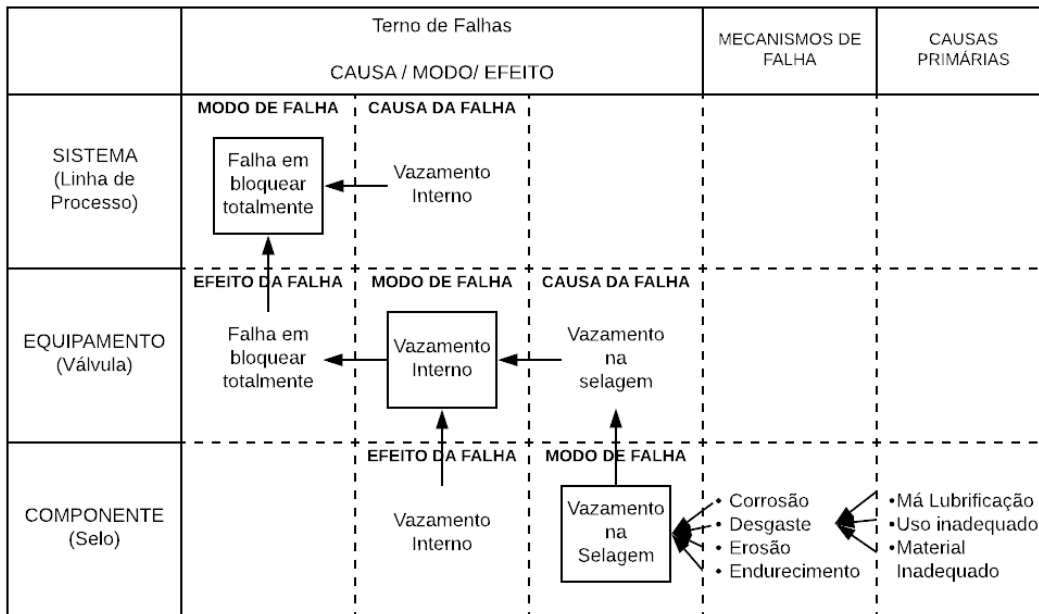 Terno de Falhas
CAUSA / MODO/ EFEITO
MECANISMOS DE
FALHA
CAUSAS
PRIMÁRIAS
SISTEMA
(Linha de
Processo)
MODO DE FALHA
Falha em
bloquear
totalmente
CAUSA DA FALHA
Vazamento
Interno
EQUIPAMENTO
(Válvula)
EFEITO DA FALHA
Falha em
bloquear
totalmente
MODO DE FALHA
Vazamento
Interno
CAUSA DA FALHA
Vazamento
na
selagem
COMPONENTE
(Selo)
EFEITO DA FALHA
Vazamento
Interno
MODO DE FALHA
Vazamento
na
Selagem
• Corrosão
• Desgaste
• Erosão
• Endurecimento
•Má Lubrificação
•Uso inadequado
•Material
Inadequado